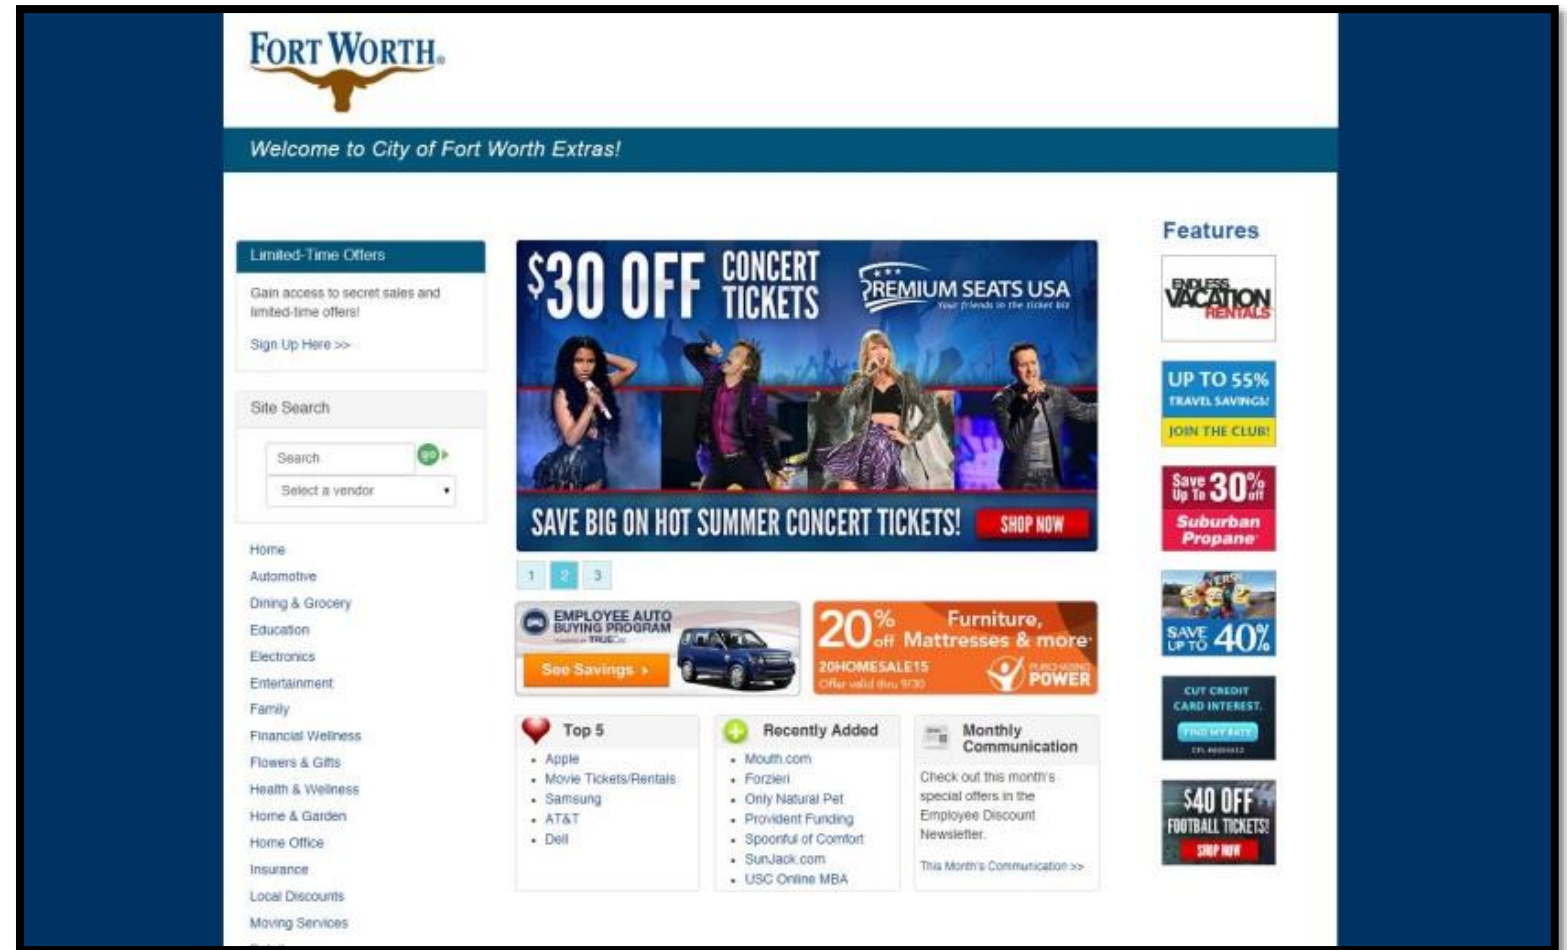 FORT WORTH®
Welcome to City of Fort Worth Extras!
Limited-Time Offers
Gain access to secret sales and
limited-time offers!
Sign Up Here >>
Site Search
Search
go
Select a vendor
Home
Automotive
Dining & Grocery
Education
Electronics
Entertainment
Family
Financial Wellness
Flowers & Gifts
Health & Wellness
Home & Garden
Home Office
Insurance
Local Discounts
Moving Services
$30 OFF CONCERT TICKETS
PREMIUM SEATS USA
Your friends in the ticket biz
SAVE BIG ON HOT SUMMER CONCERT TICKETS!
SHOP NOW
1 2 3
EMPLOYEE AUTO
BUYING PROGRAM
POWERED BY TRUECar
See Savings
20% off
Furniture,
Mattresses & more*
20HOMESALE15
Offer valid thru 9/30
PURCHASING
POWER
Top 5
• Apple
• Movie Tickets/Rentals
• Samsung
• AT&T
• Dell
Recently Added
• Mouth.com
• Forzieri
• Only Natural Pet
• Provident Funding
• Spoonful of Comfort
• SunJack.com
• USC Online MBA
Monthly
Communication
Check out this month's
special offers in the
Employee Discount
Newsletter.
This Month's Communication >>
Features
ENDLESS
VACATION
RENTALS
UP TO 55%
TRAVEL SAVINGS!
JOIN THE CLUB!
Save
Up To 30% off
Suburban
Propane
SAVE
UP TO 40%
CUT CREDIT
CARD INTEREST.
FIND MY RATE
$40 OFF
FOOTBALL TICKETS!
SHOP NOW